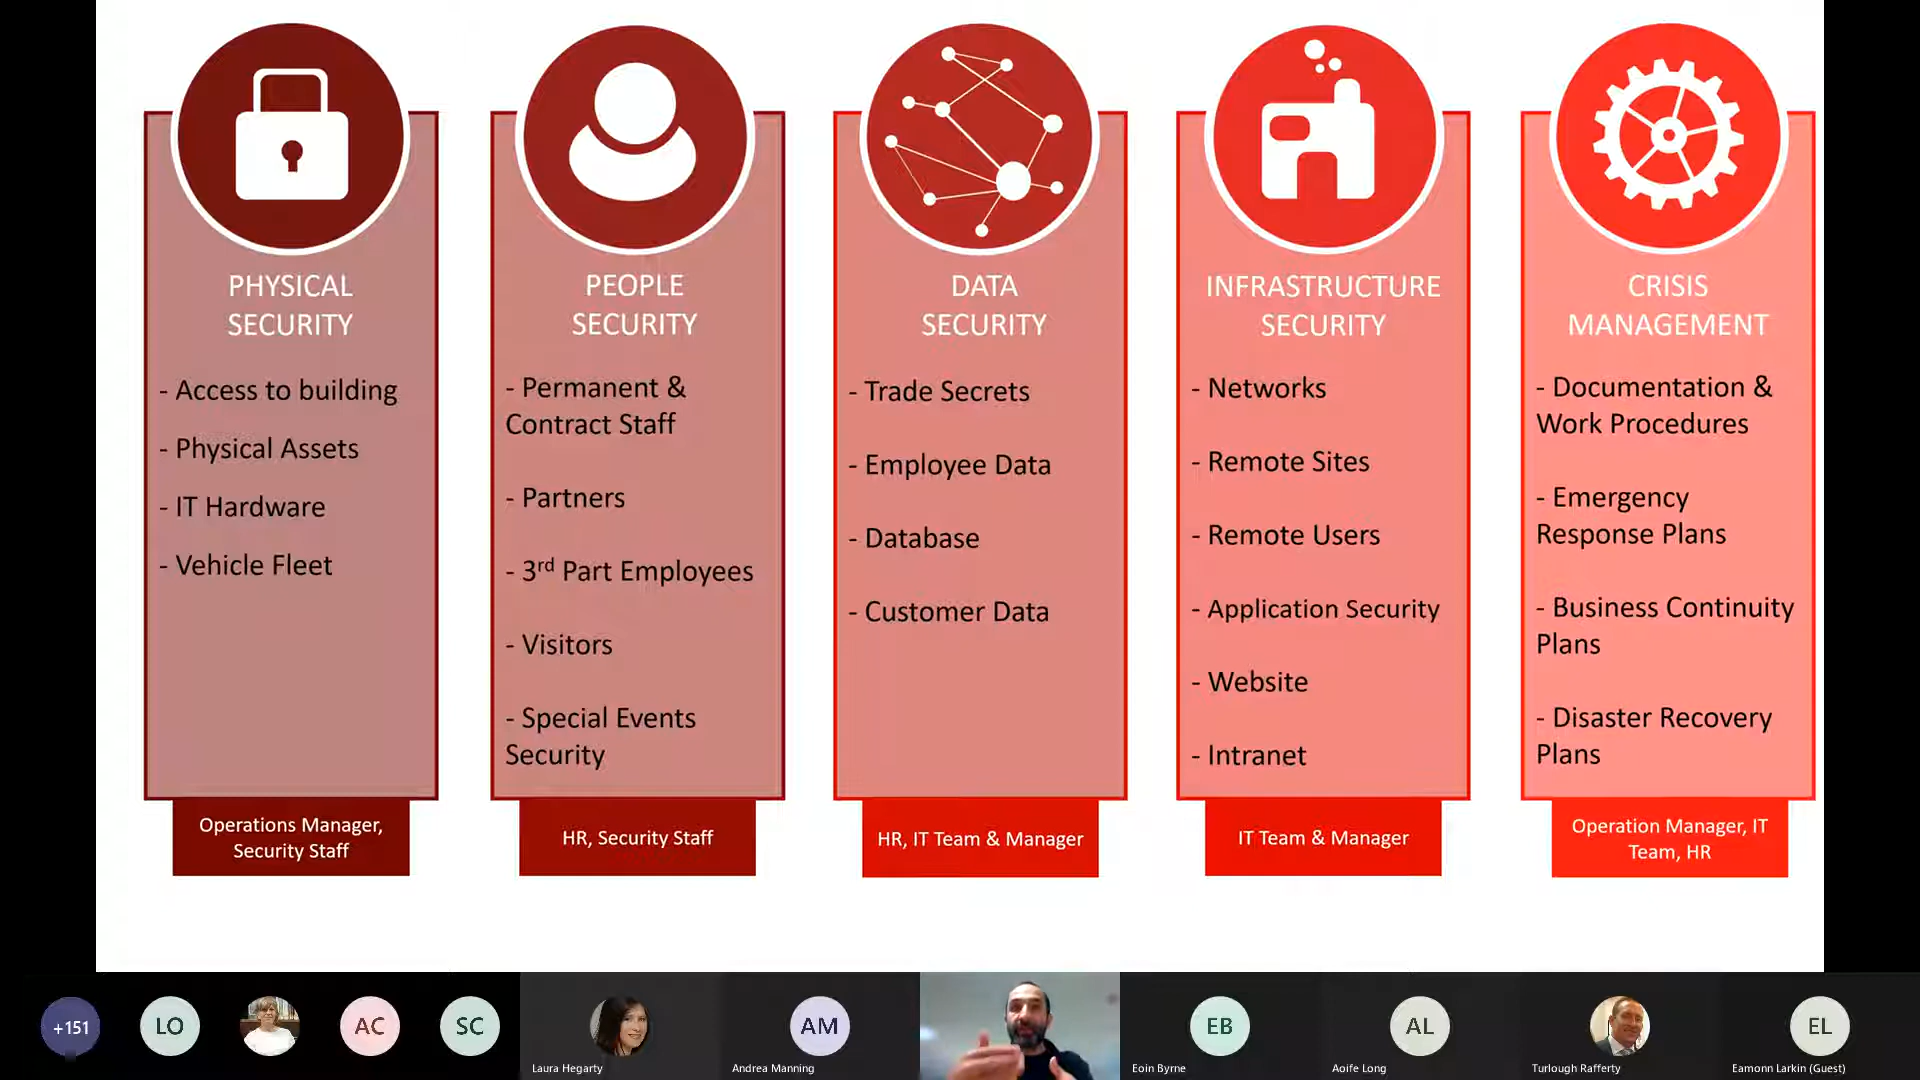 PHYSICAL
SECURITY
- Access to building
- Physical Assets
- IT Hardware
- Vehicle Fleet
Operations Manager,
Security Staff
PEOPLE
SECURITY
- Permanent &
Contract Staff
- Partners
- 3rd Part Employees
- Visitors
- Special Events
Security
HR, Security Staff
DATA
SECURITY
- Trade Secrets
- Employee Data
- Database
- Customer Data
HR, IT Team & Manager
INFRASTRUCTURE
SECURITY
- Networks
- Remote Sites
- Remote Users
- Application Security
- Website
- Intranet
IT Team & Manager
CRISIS
MANAGEMENT
- Documentation &
Work Procedures
- Emergency
Response Plans
- Business Continuity
Plans
- Disaster Recovery
Plans
Operation Manager, IT
Team, HR
+151
LO
AC
SC
Laura Hegarty
AM
Andrea Manning
EB
Eoin Byrne
AL
Aoife Long
Turlough Rafferty
EL
Eamonn Larkin (Guest)